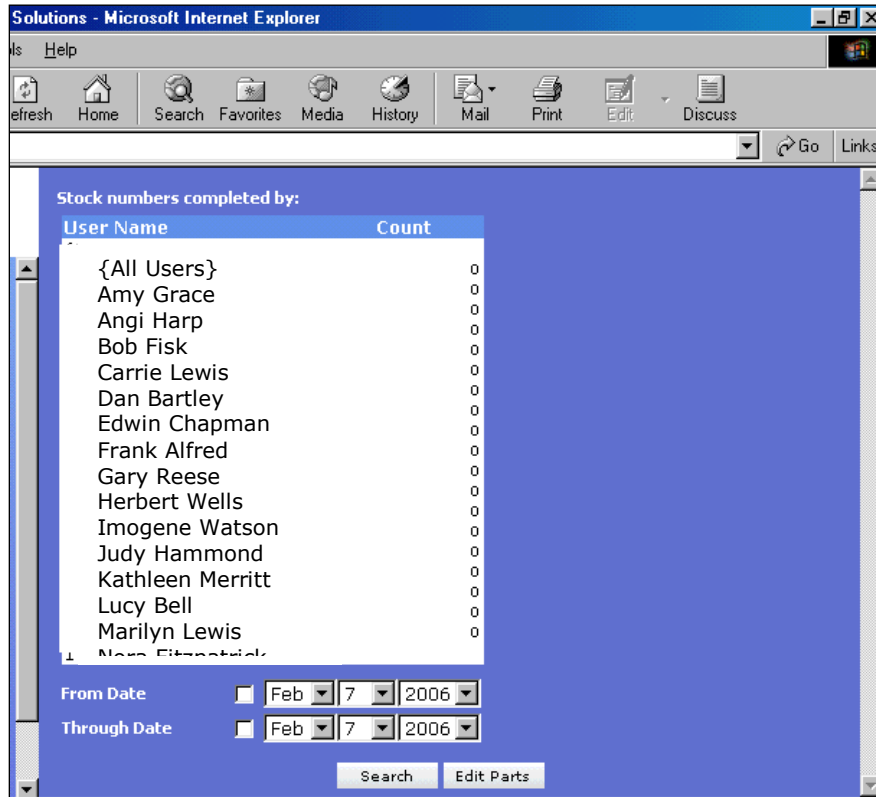 Solutions - Microsoft Internet Explorer
ls Help
efresh Home Search Favorites Media History Mail Print Edit Discuss
Go Links
Stock numbers completed by:
User Name Count
{All Users} 0
Amy Grace 0
Angi Harp 0
Bob Fisk 0
Carrie Lewis 0
Dan Bartley 0
Edwin Chapman 0
Frank Alfred 0
Gary Reese 0
Herbert Wells 0
Imogene Watson 0
Judy Hammond 0
Kathleen Merritt 0
Lucy Bell 0
Marilyn Lewis 0
Nora Fitzpatrick 0
From Date Feb 7 2006
Through Date Feb 7 2006
Search Edit Parts